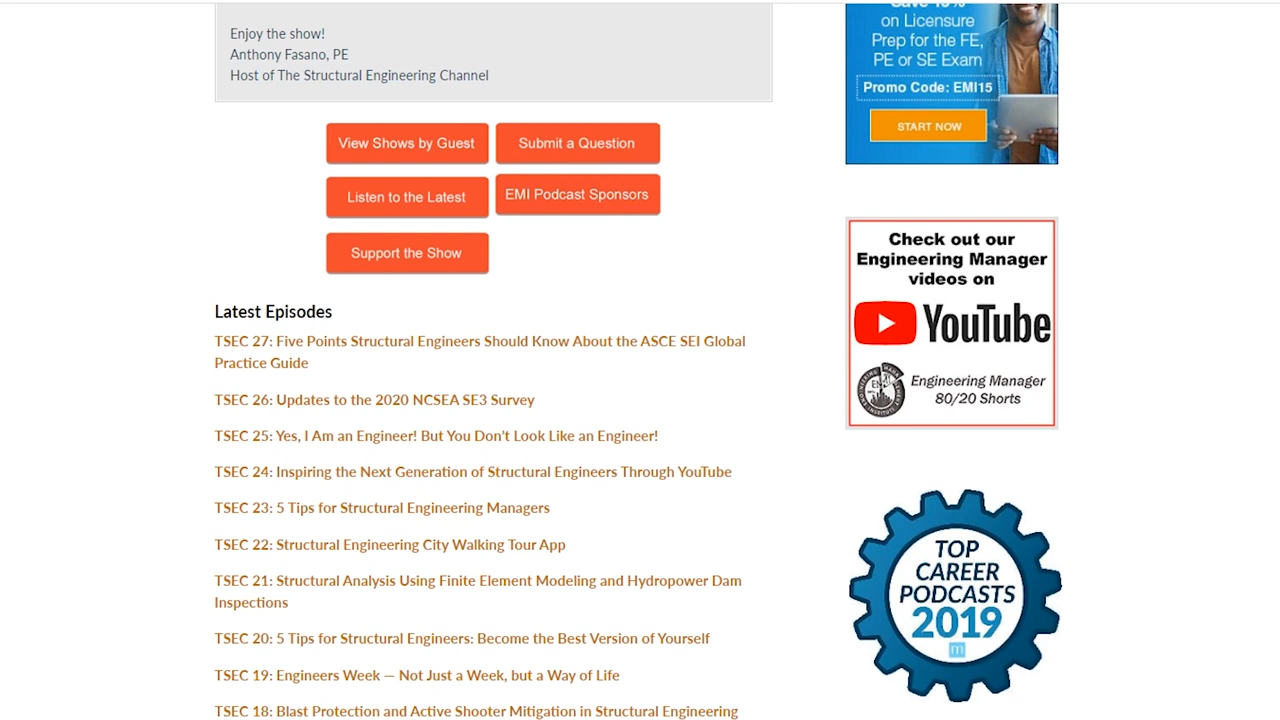 Enjoy the show!
Anthony Fasano, PE
Host of The Structural Engineering Channel
View Shows by Guest
Submit a Question
Listen to the Latest
EMI Podcast Sponsors
Support the Show
Latest Episodes
TSEC 27: Five Points Structural Engineers Should Know About the ASCE SEI Global
Practice Guide
TSEC 26: Updates to the 2020 NCSEA SE3 Survey
TSEC 25: Yes, I Am an Engineer! But You Don’t Look Like an Engineer!
TSEC 24: Inspiring the Next Generation of Structural Engineers Through YouTube
TSEC 23: 5 Tips for Structural Engineering Managers
TSEC 22: Structural Engineering City Walking Tour App
TSEC 21: Structural Analysis Using Finite Element Modeling and Hydropower Dam
Inspections
TSEC 20: 5 Tips for Structural Engineers: Become the Best Version of Yourself
TSEC 19: Engineers Week — Not Just a Week, but a Way of Life
TSEC 18: Blast Protection and Active Shooter Mitigation in Structural Engineering
on Licensure
Prep for the FE,
PE or SE Exam
Promo Code: EMI15
START NOW
Check out our
Engineering Manager
videos on
YouTube
Engineering Manager
80/20 Shorts
TOP
CAREER
PODCASTS
2019
m